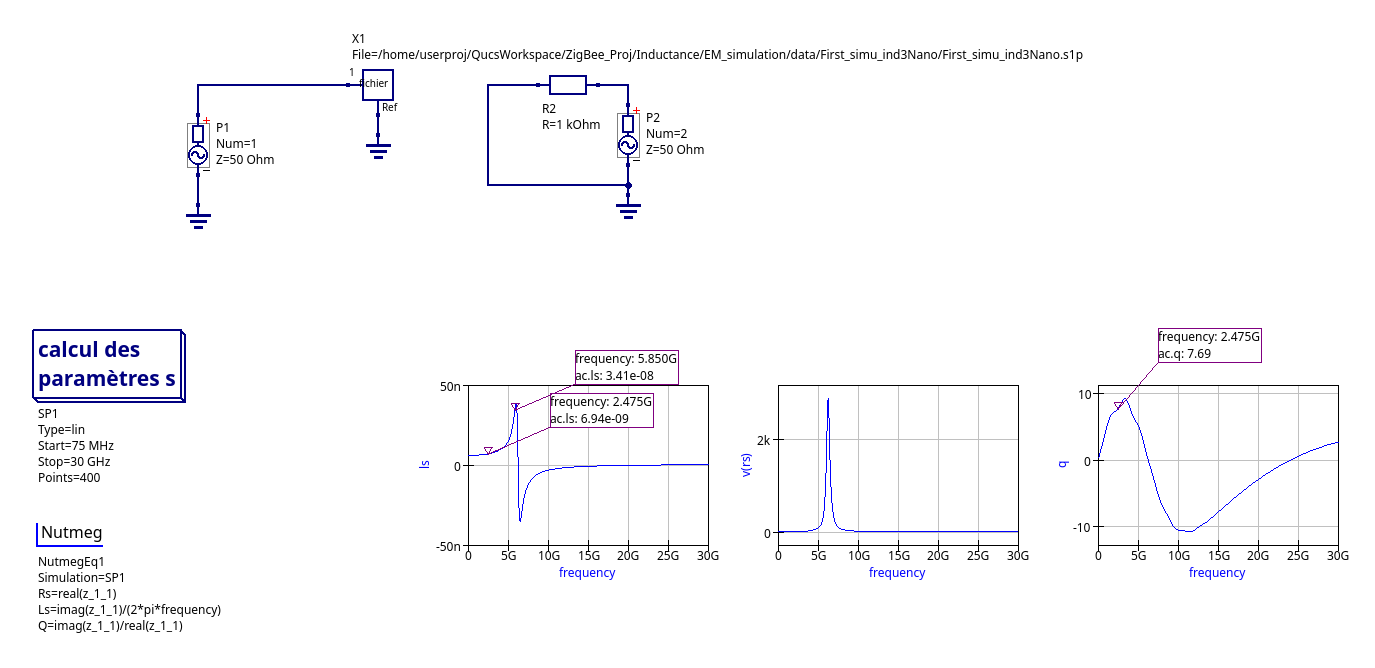 X1
File=/home/userproj/QucsWorkspace/ZigBee_Proj/Inductance/EM_simulation/data/First_simu_ind3Nano/First_simu_ind3Nano.s1p
1
fichier
Ref
P1
Num=1
Z=50 Ohm
R2
R=1 kOhm
P2
Num=2
Z=50 Ohm
calcul des
paramètres s
SP1
Type=lin
Start=75 MHz
Stop=30 GHz
Points=400
Nutmeg
NutmegEq1
Simulation=SP1
Rs=real(z_1_1)
Ls=imag(z_1_1)/(2*pi*frequency)
Q=imag(z_1_1)/real(z_1_1)
frequency: 5.850G
ac.ls: 3.41e-08
frequency: 2.475G
ac.ls: 6.94e-09
50n
0
-50n
ls
0 5G 10G 15G 20G 25G 30G
frequency
2k
0
v(rs)
0 5G 10G 15G 20G 25G 30G
frequency
frequency: 2.475G
ac.q: 7.69
10
0
-10
q
0 5G 10G 15G 20G 25G 30G
frequency